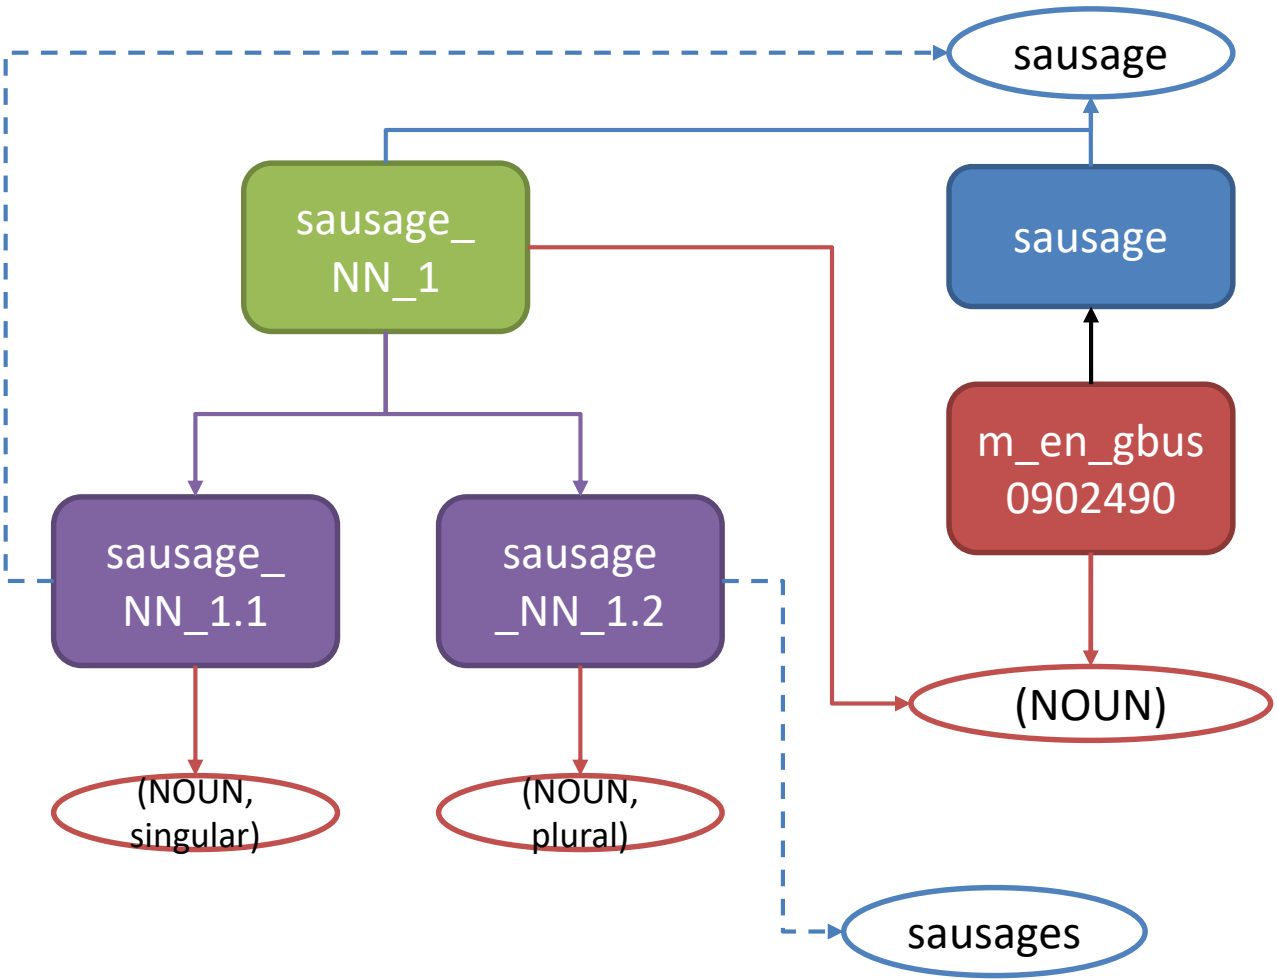 sausage
sausage_
NN_1
sausage
m_en_gbus
0902490
sausage_
NN_1.1
sausage
_NN_1.2
(NOUN)
(NOUN,
singular)
(NOUN,
plural)
sausages